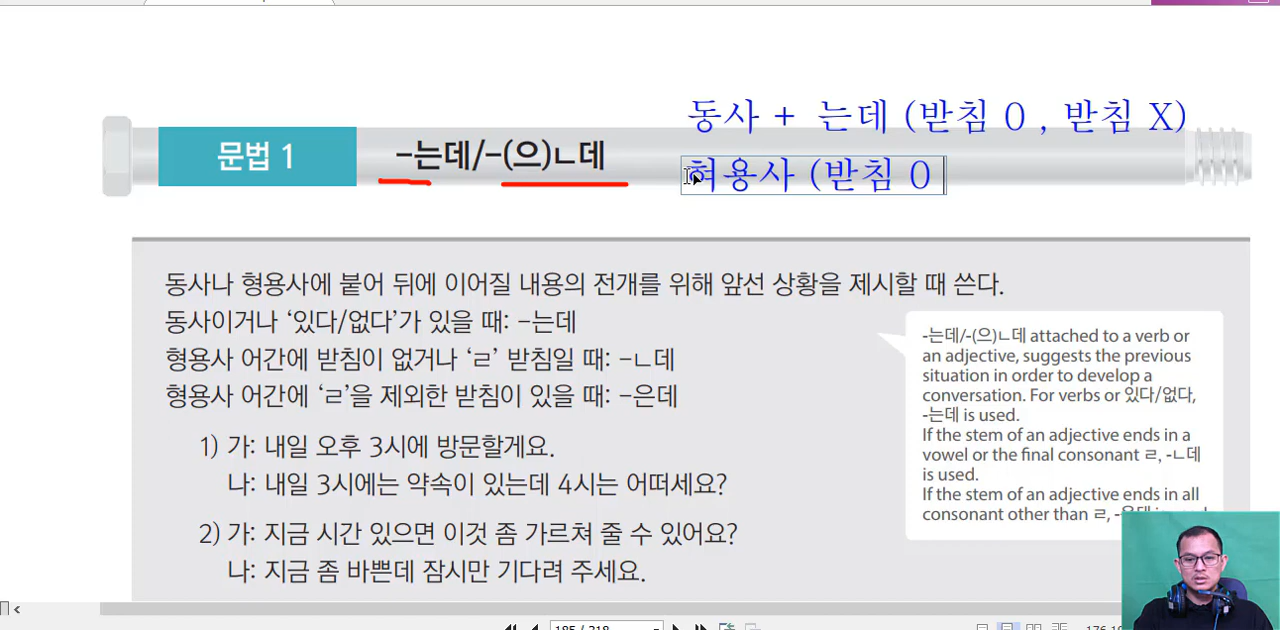 문법 1
-는데/-(으)ㄴ데
동사 + 는데 (받침 O , 받침 X)
혀용사 (받침 O
동사나 형용사에 붙어 뒤에 이어질 내용의 전개를 위해 앞선 상황을 제시할 때 쓴다.
동사이거나 ‘있다/없다’가 있을 때: -는데
형용사 어간에 받침이 없거나 ‘ㄹ’ 받침일 때: -ㄴ데
형용사 어간에 ‘ㄹ’을 제외한 받침이 있을 때: -은데
1) 가: 내일 오후 3시에 방문할게요.
나: 내일 3시에는 약속이 있는데 4시는 어떠세요?
2) 가: 지금 시간 있으면 이것 좀 가르쳐 줄 수 있어요?
나: 지금 좀 바쁜데 잠시만 기다려 주세요.
-는데/-(으)ㄴ데 attached to a verb or
an adjective, suggests the previous
situation in order to develop a
conversation. For verbs or 있다/없다,
-는데 is used.
If the stem of an adjective ends in a
vowel or the final consonant ㄹ, -ㄴ데
is used.
If the stem of an adjective ends in all
consonant other than ㄹ,
185 / 218